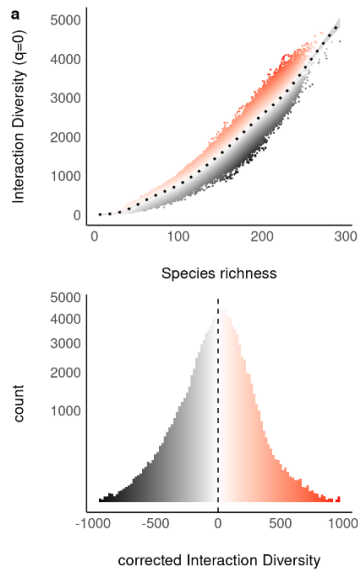 a
Interaction Diversity (q=0)
5000
4000
3000
2000
1000
0
0 100 200 300
Species richness
count
5000
4000
3000
2000
1000
-1000 -500 0 500 1000
corrected Interaction Diversity